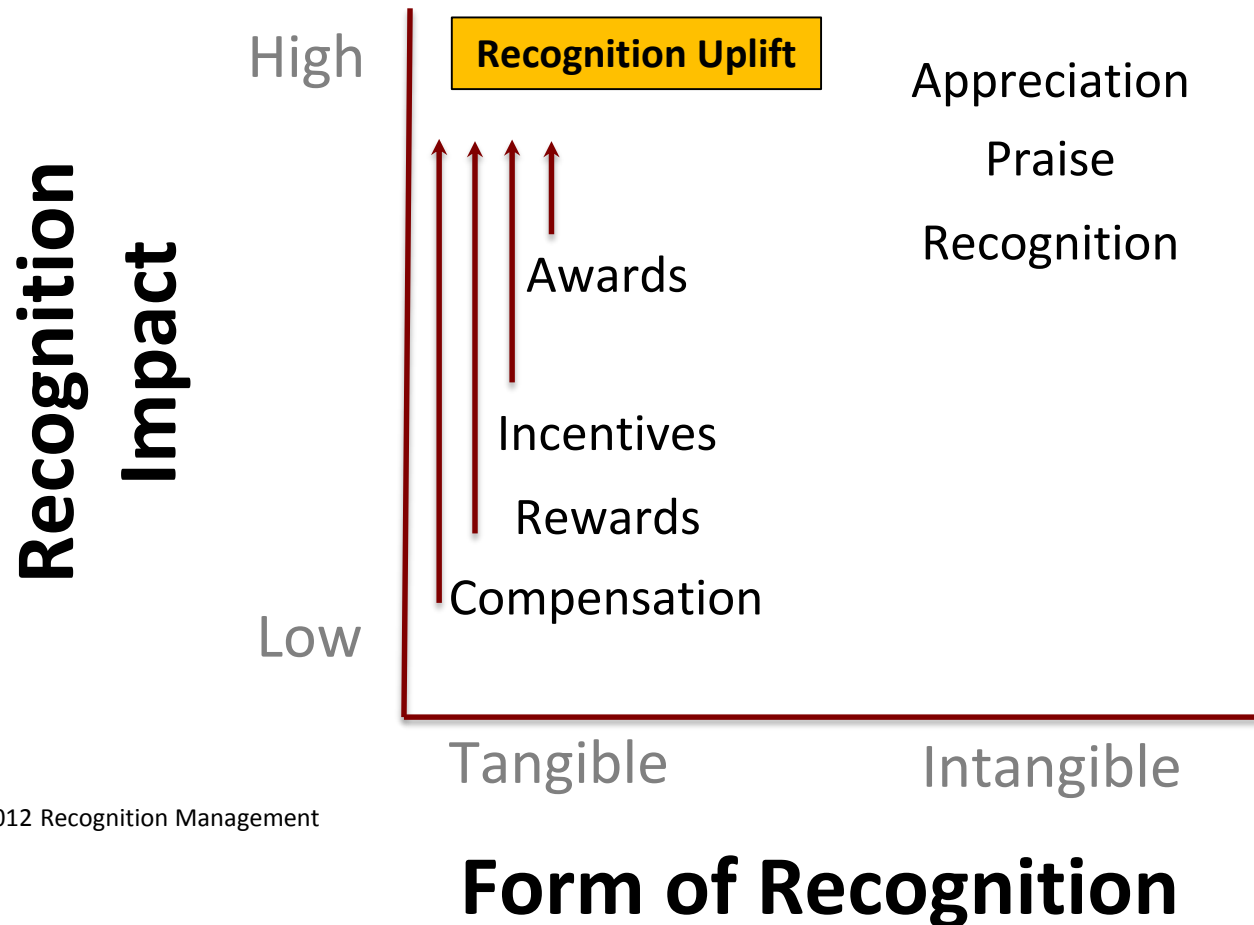 High
Recognition Uplift
Appreciation
Praise
Recognition
Awards
Incentives
Rewards
Compensation
Low
Recognition
Impact
Tangible
Intangible
012 Recognition Management
Form of Recognition